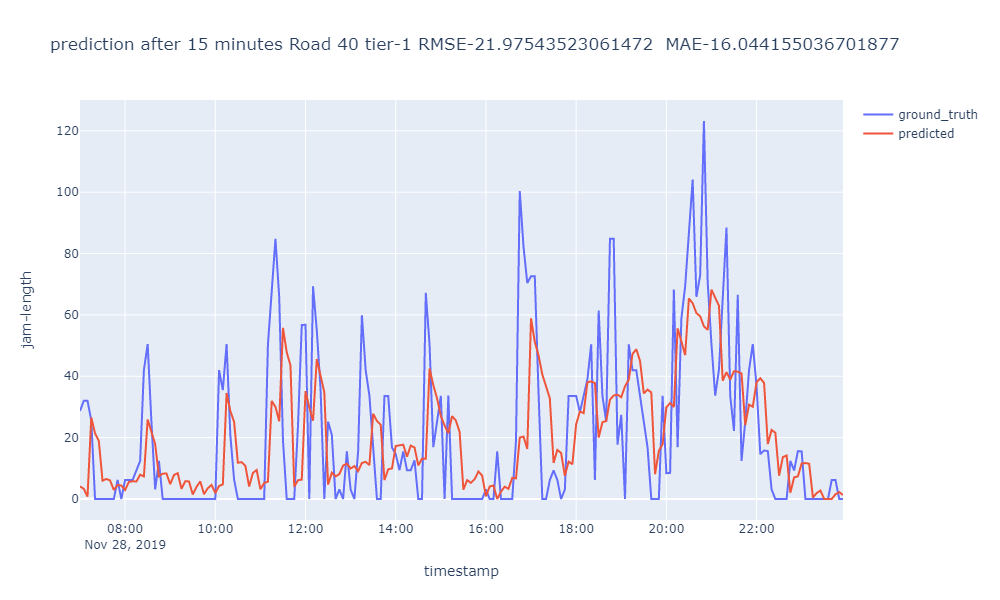 prediction after 15 minutes Road 40 tier-1 RMSE-21.97543523061472  MAE-16.044155036701877
ground_truth
predicted
120
100
80
60
40
20
0
jam-length
08:00 10:00 12:00 14:00 16:00 18:00 20:00 22:00
Nov 28, 2019
timestamp